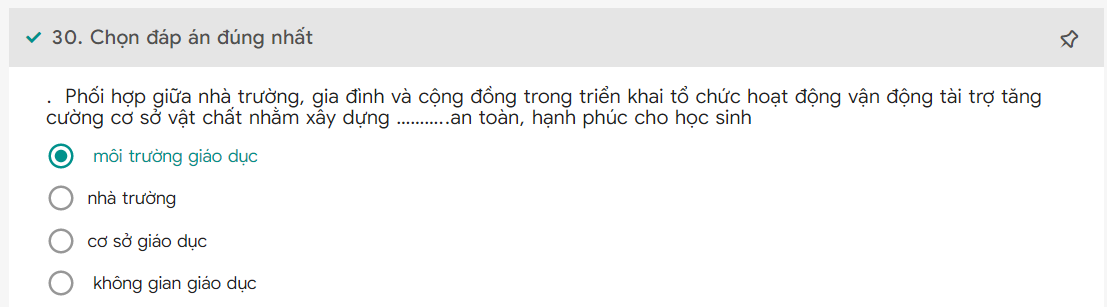 30. Chọn đáp án đúng nhất
. Phối hợp giữa nhà trường, gia đình và cộng đồng trong triển khai tổ chức hoạt động vận động tài trợ tăng
cường cơ sở vật chất nhằm xây dựng ...........an toàn, hạnh phúc cho học sinh
môi trường giáo dục
nhà trường
cơ sở giáo dục
không gian giáo dục